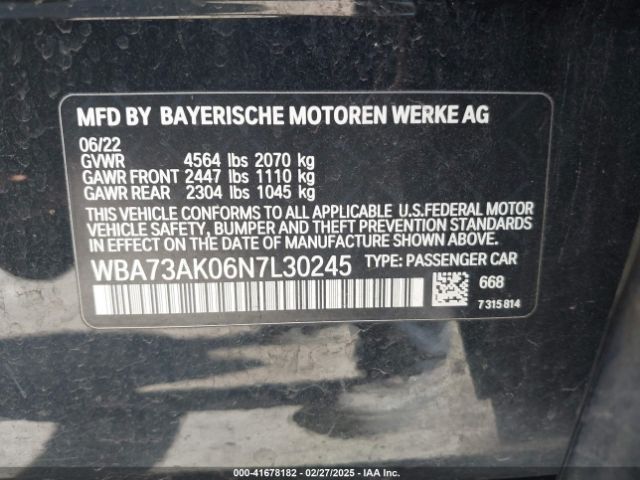 MFD BY BAYERISCHE MOTOREN WERKE AG
06/22
GVWR 4564 lbs 2070 kg
GAWR FRONT 2447 lbs 1110 kg
GAWR REAR 2304 lbs 1045 kg
THIS VEHICLE CONFORMS TO ALL APPLICABLE U.S.FEDERAL MOTOR
VEHICLE SAFETY, BUMPER AND THEFT PREVENTION STANDARDS
IN EFFECT ON THE DATE OF MANUFACTURE SHOWN ABOVE.
WBA73AK06N7L30245 TYPE: PASSENGER CAR
668
7 315 814
000-41678182 / 02/27/2025 - IAA Inc.